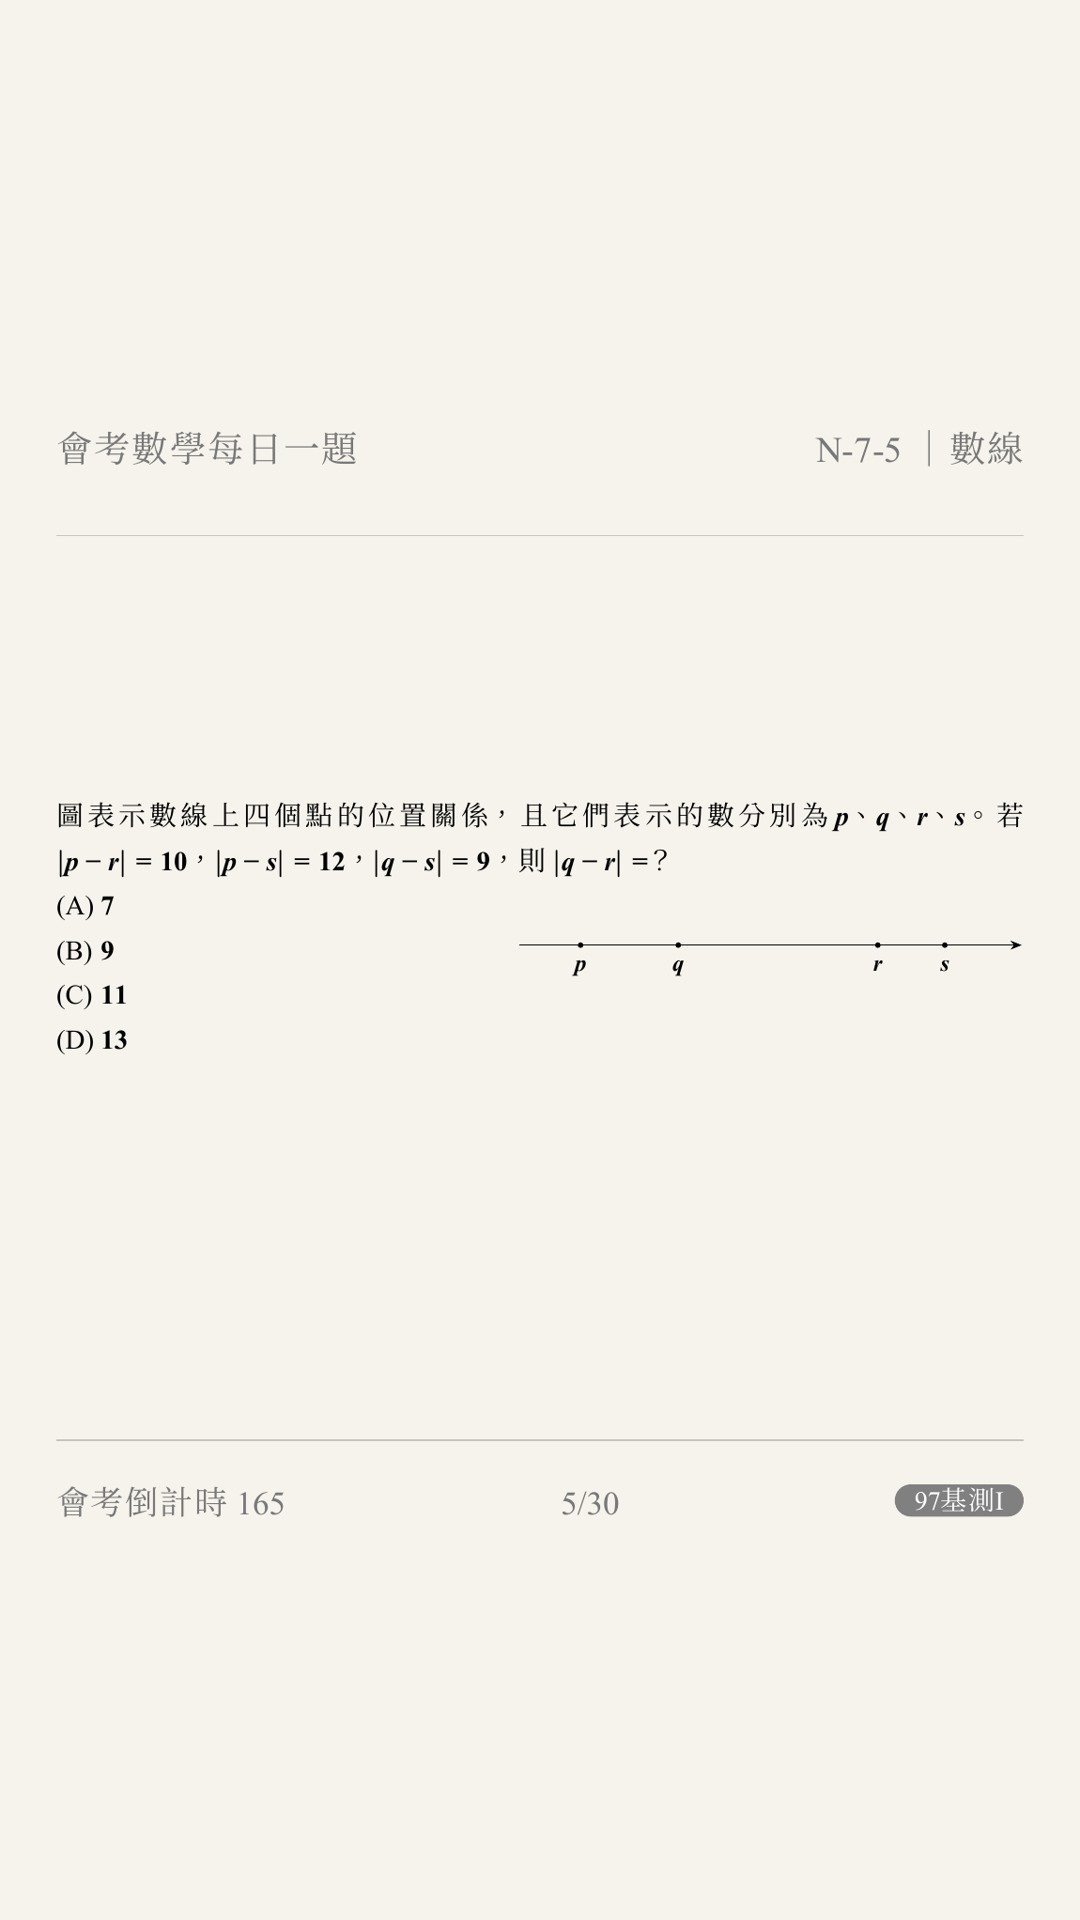 會考數學每日一題
N-7-5 | 數線
圖表示數線上四個點的位置關係，且它們表示的數分別為p、q、r、s。若
|p − r| = 10，|p − s| = 12，|q − s| = 9，則 |q − r| =？
(A) 7
(B) 9
(C) 11
(D) 13
p q r s
會考倒計時 165
5/30
97基測I